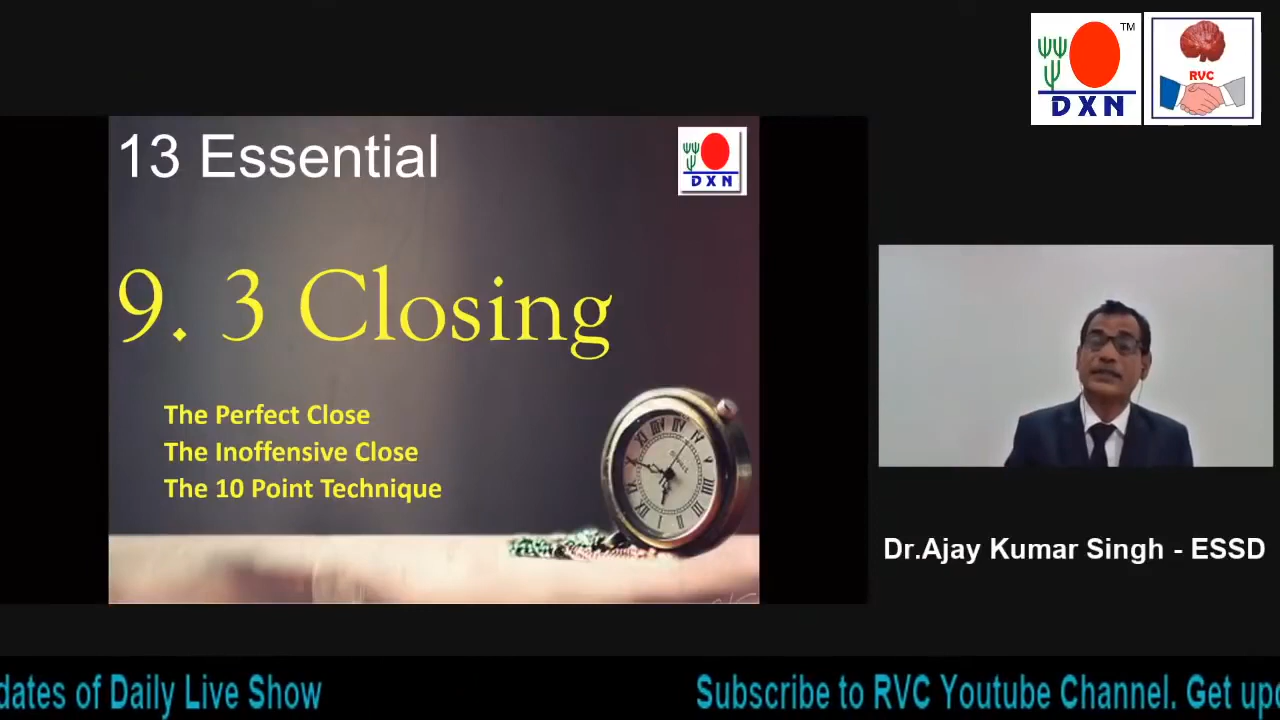 TM
DXN
RVC
13 Essential
DXN
9. 3 Closing
The Perfect Close
The Inoffensive Close
The 10 Point Technique
Dr.Ajay Kumar Singh - ESSD
dates of Daily Live Show
Subscribe to RVC Youtube Channel. Get upd